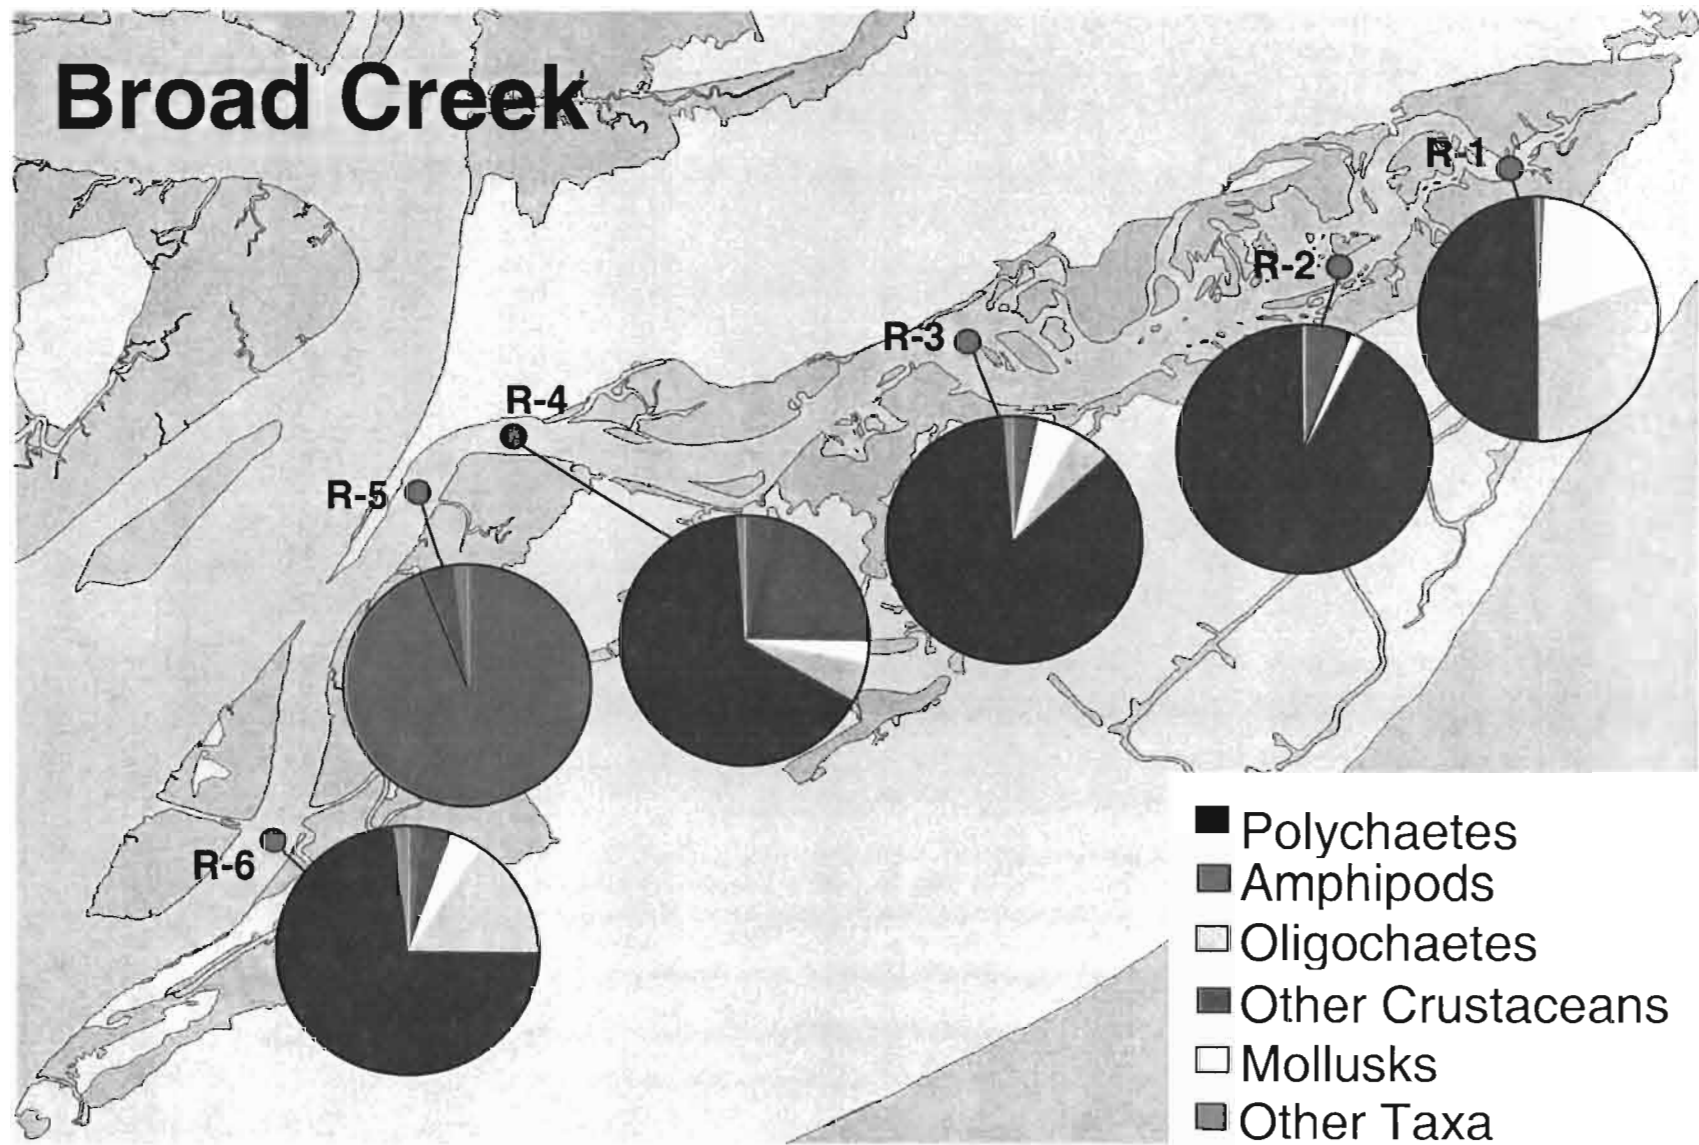 Broad Creek
R-1
R-2
R-3
R-4
R-5
R-6
Polychaetes
Amphipods
Oligochaetes
Other Crustaceans
Mollusks
Other Taxa